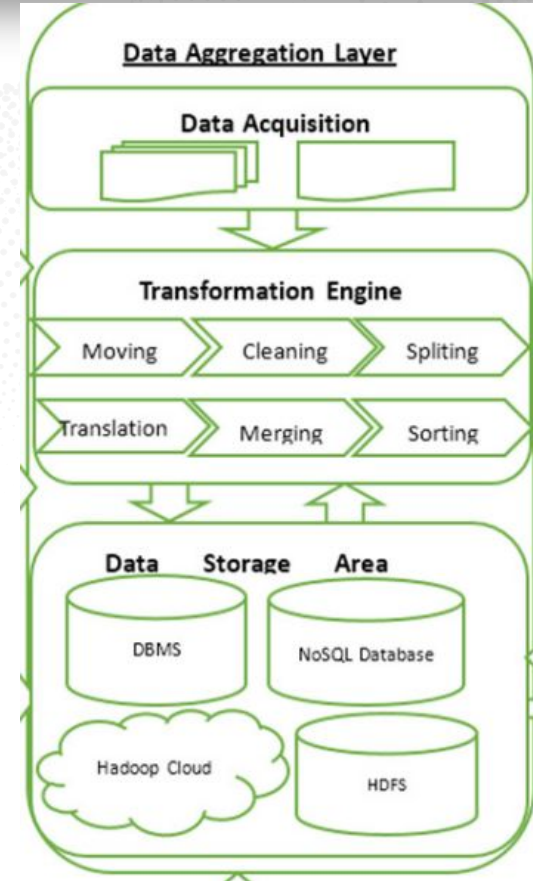 Data Aggregation Layer
Data Acquisition
Transformation Engine
Moving Cleaning Spliting
Translation Merging Sorting
Data Storage Area
DBMS NoSQL Database
Hadoop Cloud HDFS